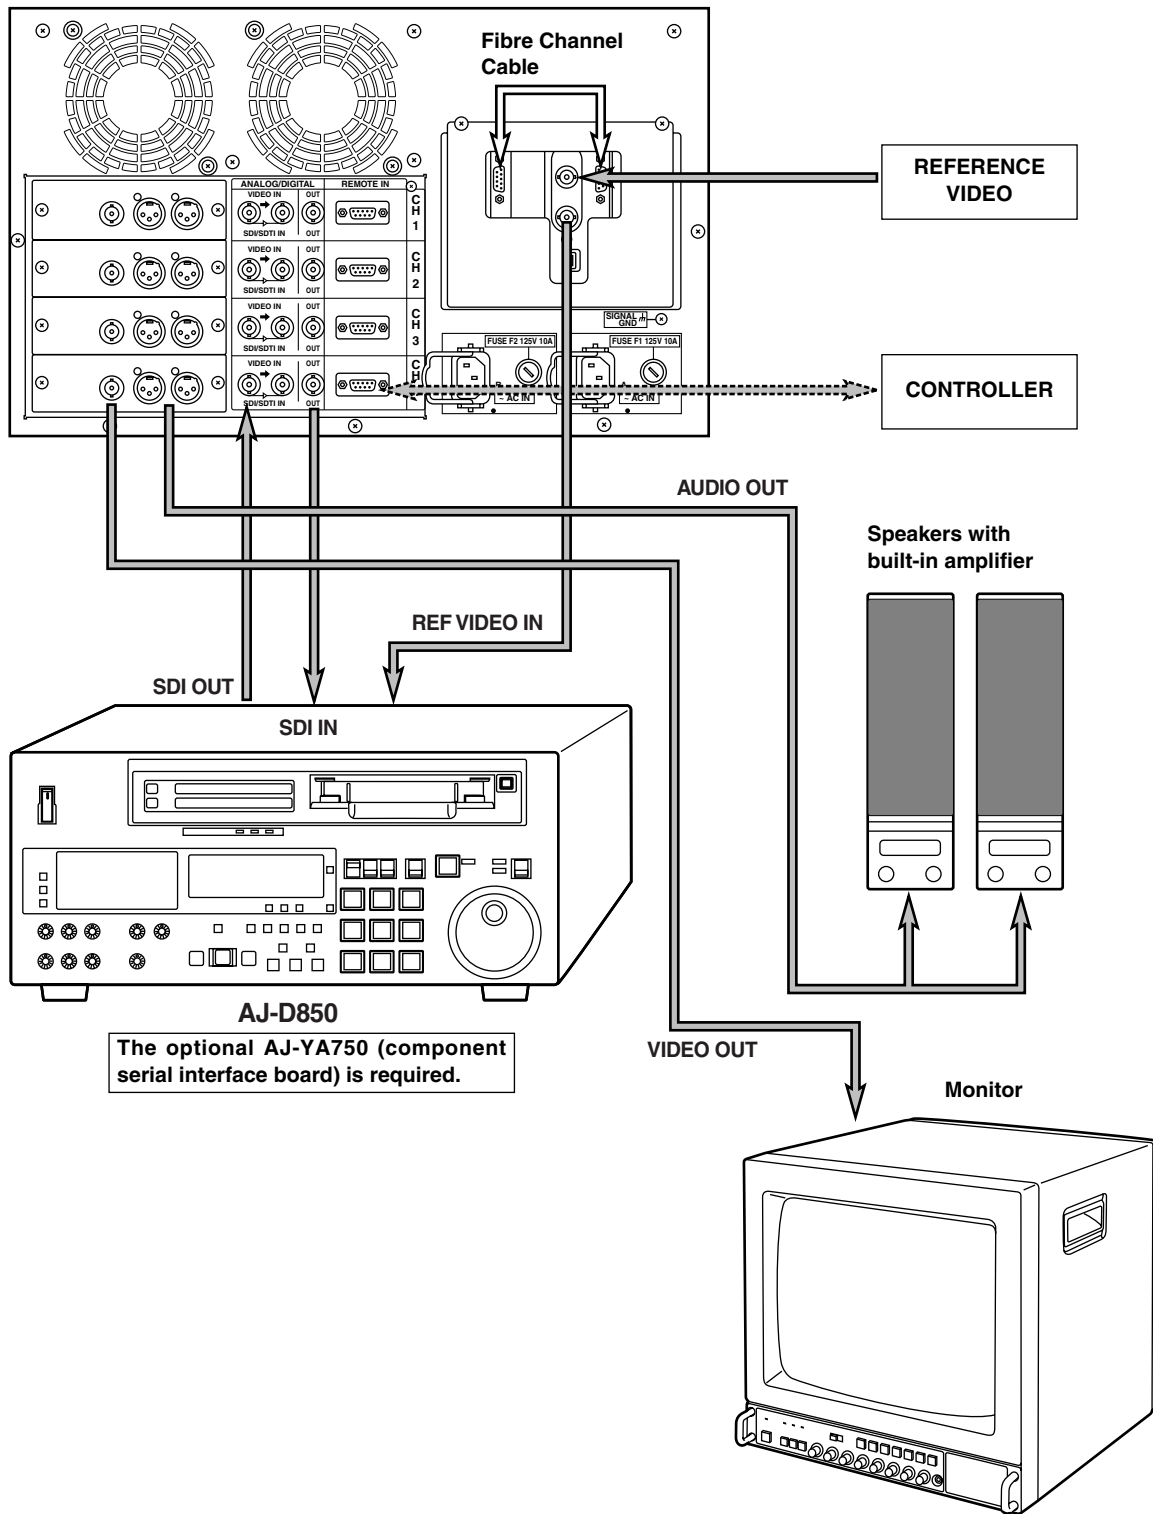 Fibre Channel
Cable
REFERENCE
VIDEO
ANALOG/DIGITAL
REMOTE IN
VIDEO IN
OUT
SDI/SDTI IN
OUT
C
H
1
VIDEO IN
OUT
SDI/SDTI IN
OUT
C
H
2
VIDEO IN
OUT
SDI/SDTI IN
OUT
C
H
3
VIDEO IN
OUT
SDI/SDTI IN
OUT
C
H
SIGNAL
GND
FUSE F2 125V 10A
FUSE F1 125V 10A
~ AC IN
~ AC IN
CONTROLLER
AUDIO OUT
Speakers with
built-in amplifier
REF VIDEO IN
SDI OUT
SDI IN
AJ-D850
The optional AJ-YA750 (component
serial interface board) is required.
VIDEO OUT
Monitor